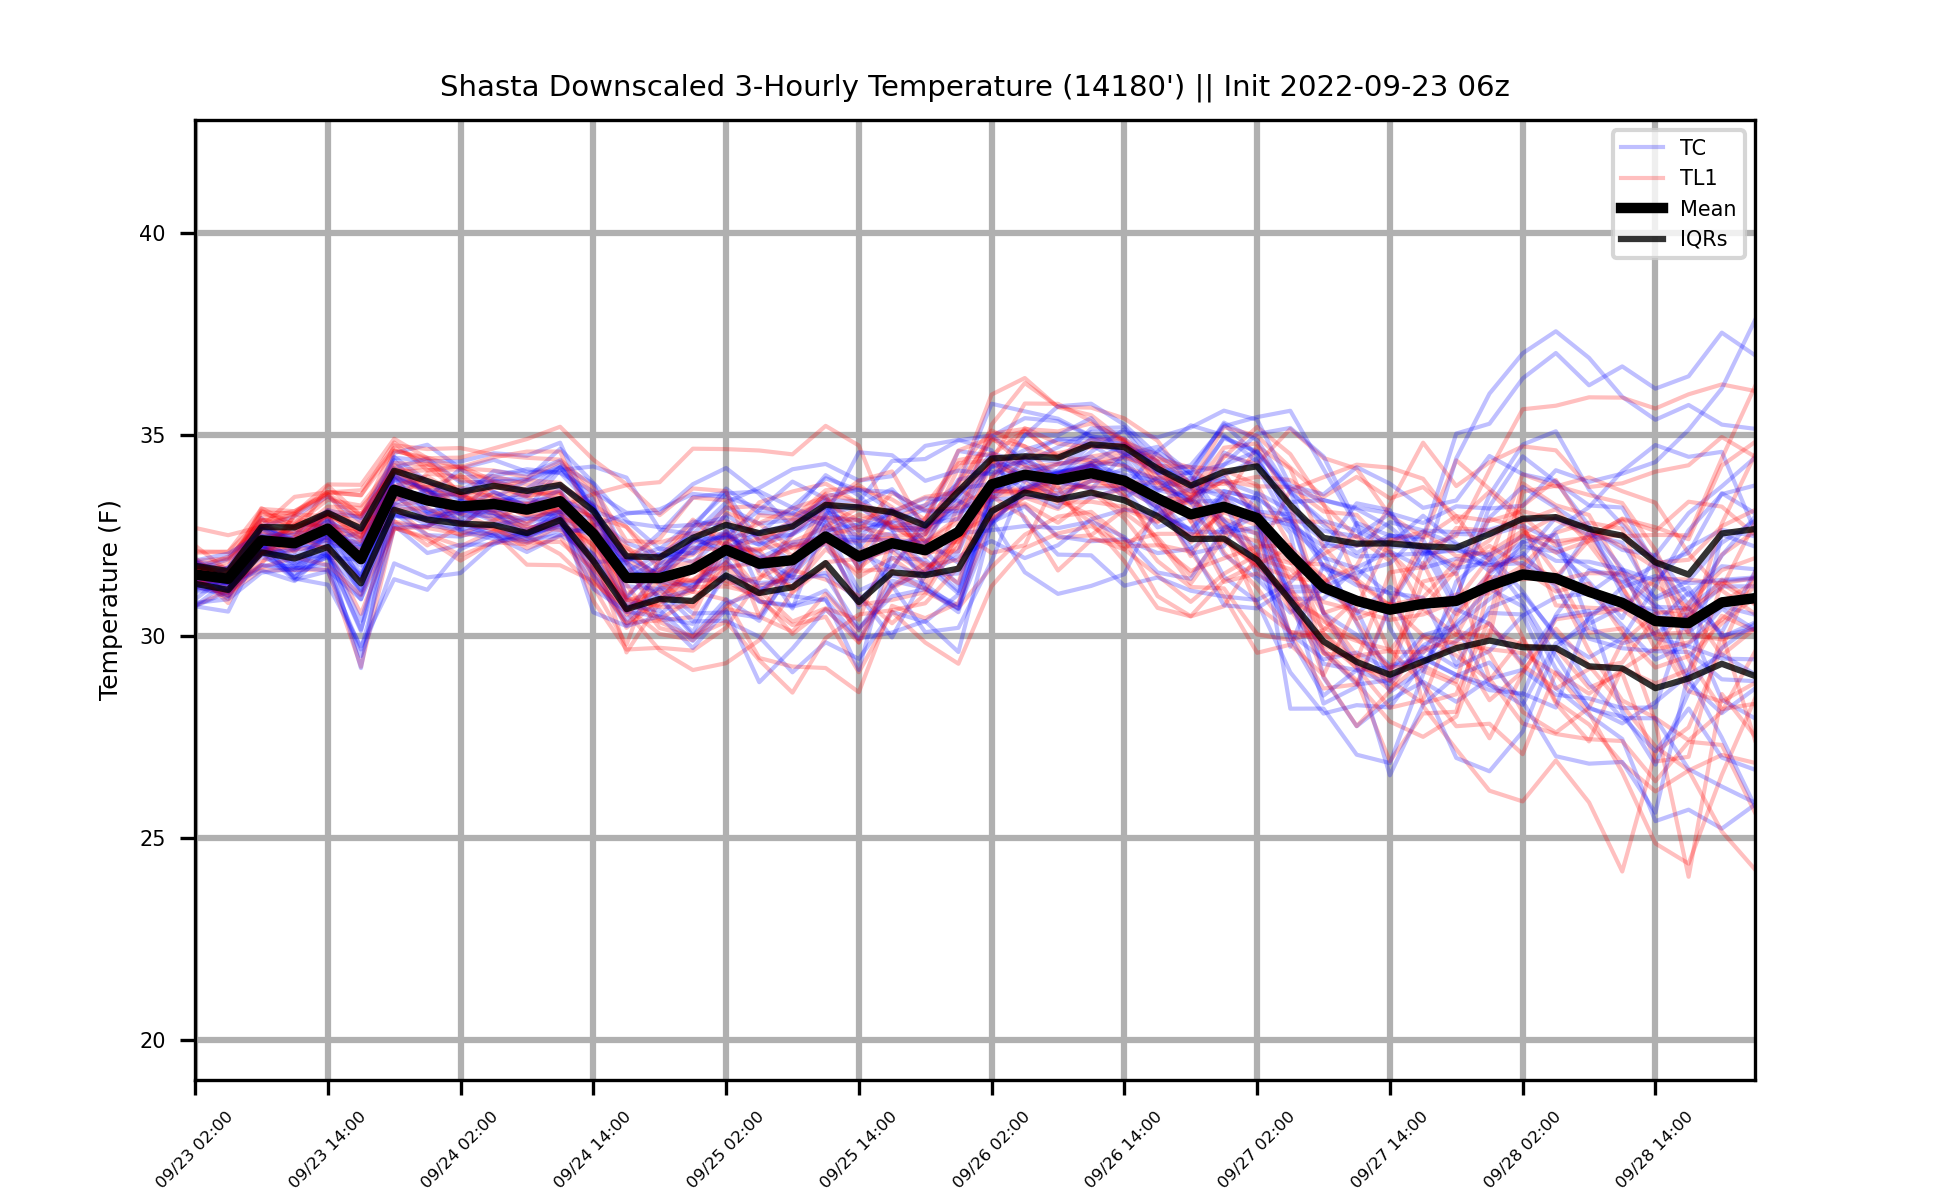 Shasta Downscaled 3-Hourly Temperature (14180') || Init 2022-09-23 06z
TC
TL1
Mean
IQRs
Temperature (F)
40
35
30
25
20
09/23 02:00
09/23 14:00
09/24 02:00
09/24 14:00
09/25 02:00
09/25 14:00
09/26 02:00
09/26 14:00
09/27 02:00
09/27 14:00
09/28 02:00
09/28 14:00